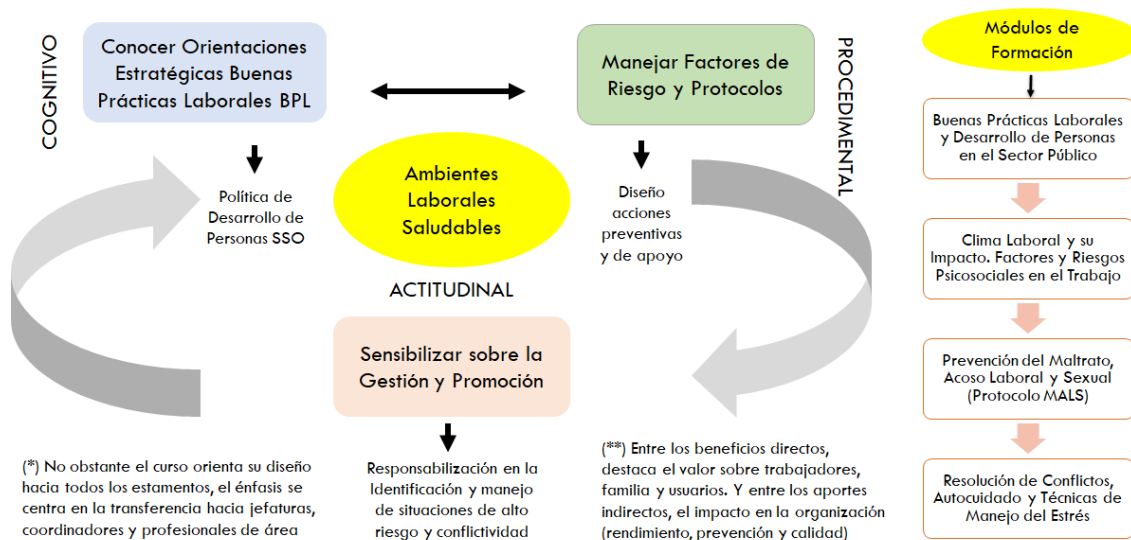 COGNITIVO
Conocer Orientaciones
Estratégicas Buenas
Prácticas Laborales BPL
Política de
Desarrollo de
Personas SSO
Manejar Factores de
Riesgo y Protocolos
PROCEDIMENTAL
Diseño
acciones
preventivas
y de apoyo
Ambientes
Laborales
Saludables
ACTITUDINAL
Sensibilizar sobre la
Gestión y Promoción
Responsabilización en la
Identificación y manejo
de situaciones de alto
riesgo y conflictividad
(*) No obstante el curso orienta su diseño
hacia todos los estamentos, el énfasis se
centra en la transferencia hacia jefaturas,
coordinadores y profesionales de área
(**) Entre los beneficios directos,
destaca el valor sobre trabajadores,
familia y usuarios. Y entre los aportes
indirectos, el impacto en la organización
(rendimiento, prevención y calidad)
Módulos de
Formación
Buenas Prácticas Laborales
y Desarrollo de Personas
en el Sector Público
Clima Laboral y su
Impacto. Factores y Riesgos
Psicosociales en el Trabajo
Prevención del Maltrato,
Acoso Laboral y Sexual
(Protocolo MALS)
Resolución de Conflictos,
Autocuidado y Técnicas de
Manejo del Estrés